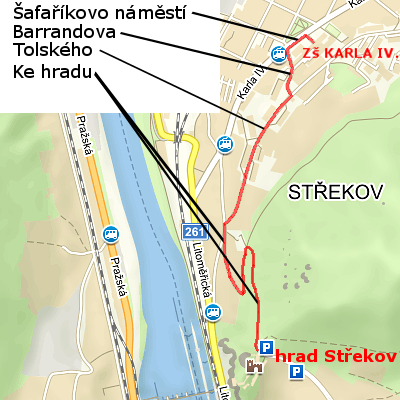 Šafaříkovo náměstí
Barrandova
Tolského
Ke hradu
Zš KARLA IV.
Karla IV.
Pražská
STŘEKOV
261
Litoměřická
Pražská
P
hrad Střekov
P